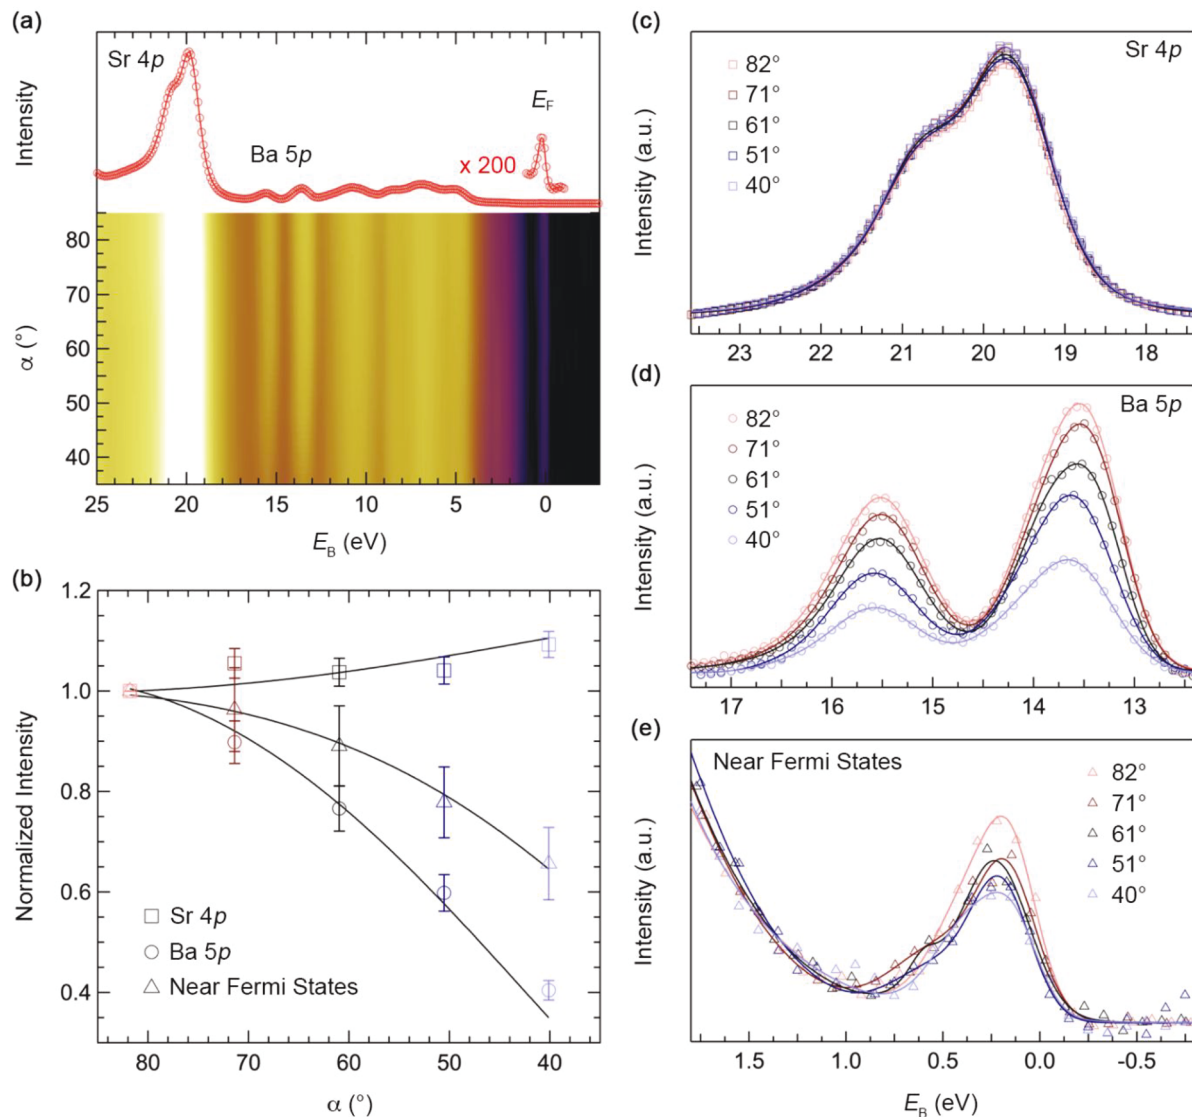 (a)
Sr 4p
Ba 5p
x 200
E_F
Intensity
80
70
60
50
40
α (°)
25 20 15 10 5 0
E_B (eV)
(b)
1.2
1.0
0.8
0.6
0.4
Normalized Intensity
Sr 4p
Ba 5p
Near Fermi States
80 70 60 50 40
α (°)
(c)
Sr 4p
82°
71°
61°
51°
40°
Intensity (a.u.)
23 22 21 20 19 18
(d)
Ba 5p
82°
71°
61°
51°
40°
Intensity (a.u.)
17 16 15 14 13
(e)
Near Fermi States
82°
71°
61°
51°
40°
Intensity (a.u.)
1.5 1.0 0.5 0.0 -0.5
E_B (eV)